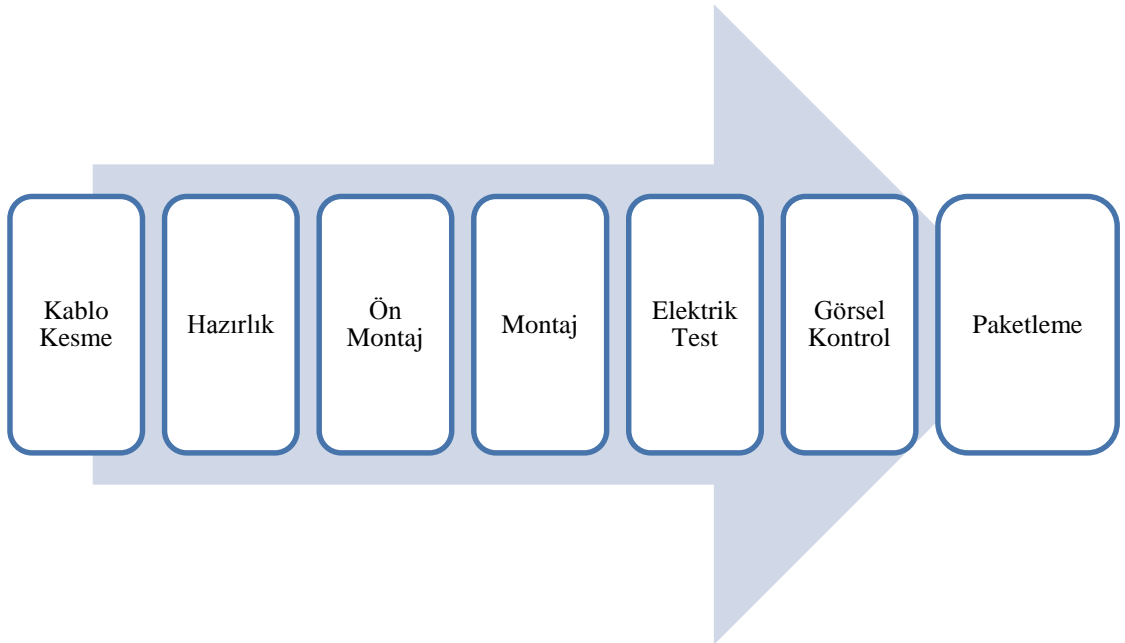 Kablo
Kesme
Hazırlık
Ön
Montaj
Montaj
Elektrik
Test
Görsel
Kontrol
Paketleme